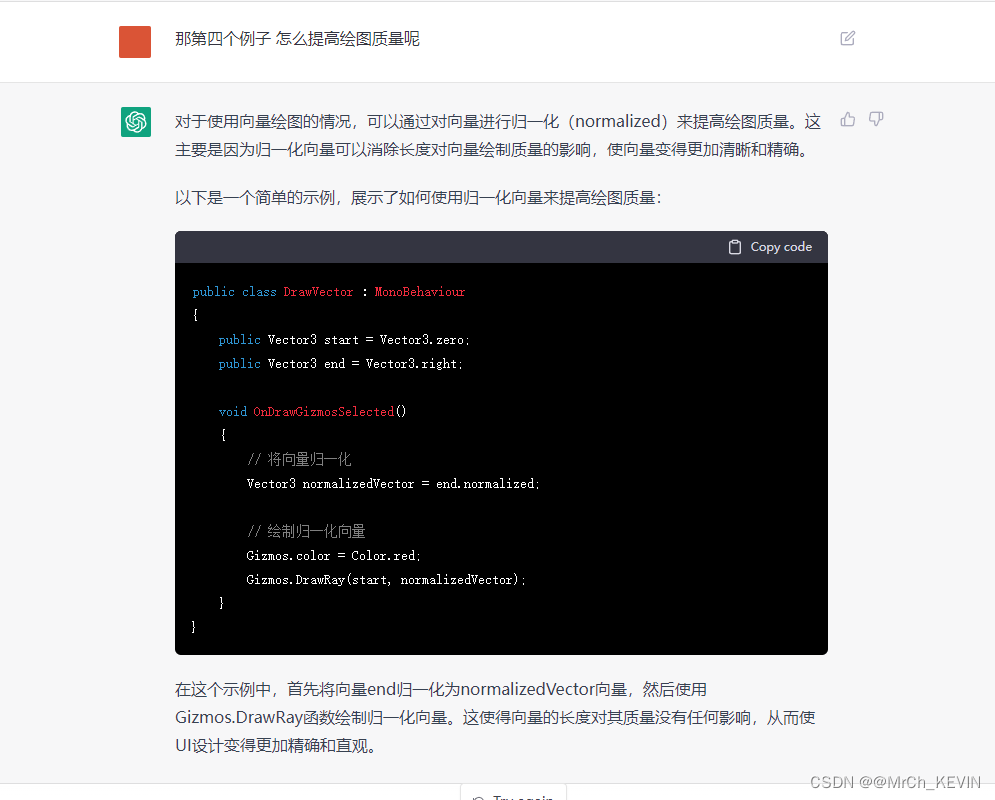 那第四个例子 怎么提高绘图质量呢
对于使用向量绘图的情况，可以通过对向量进行归一化（normalized）来提高绘图质量。这
主要是因为归一化向量可以消除长度对向量绘制质量的影响，使向量变得更加清晰和精确。
以下是一个简单的示例，展示了如何使用归一化向量来提高绘图质量：
Copy code
public class DrawVector : MonoBehaviour
{
    public Vector3 start = Vector3.zero;
    public Vector3 end = Vector3.right;
    void OnDrawGizmosSelected()
    {
        // 将向量归一化
        Vector3 normalizedVector = end.normalized;
        // 绘制归一化向量
        Gizmos.color = Color.red;
        Gizmos.DrawRay(start, normalizedVector);
    }
}
在这个示例中，首先将向量end归一化为normalizedVector向量，然后使用
Gizmos.DrawRay函数绘制归一化向量。这使得向量的长度对其质量没有任何影响，从而使
UI设计变得更加精确和直观。
Try again
CSDN @@MrCh_KEVIN